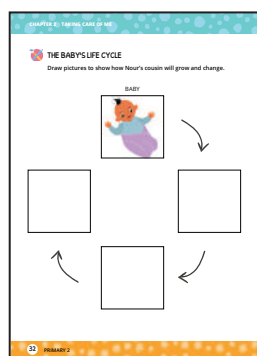 CHAPTER 2 | TAKING CARE OF ME
THE BABY'S LIFE CYCLE
Draw pictures to show how Nour's cousin will grow and change.
BABY
32 PRIMARY 2